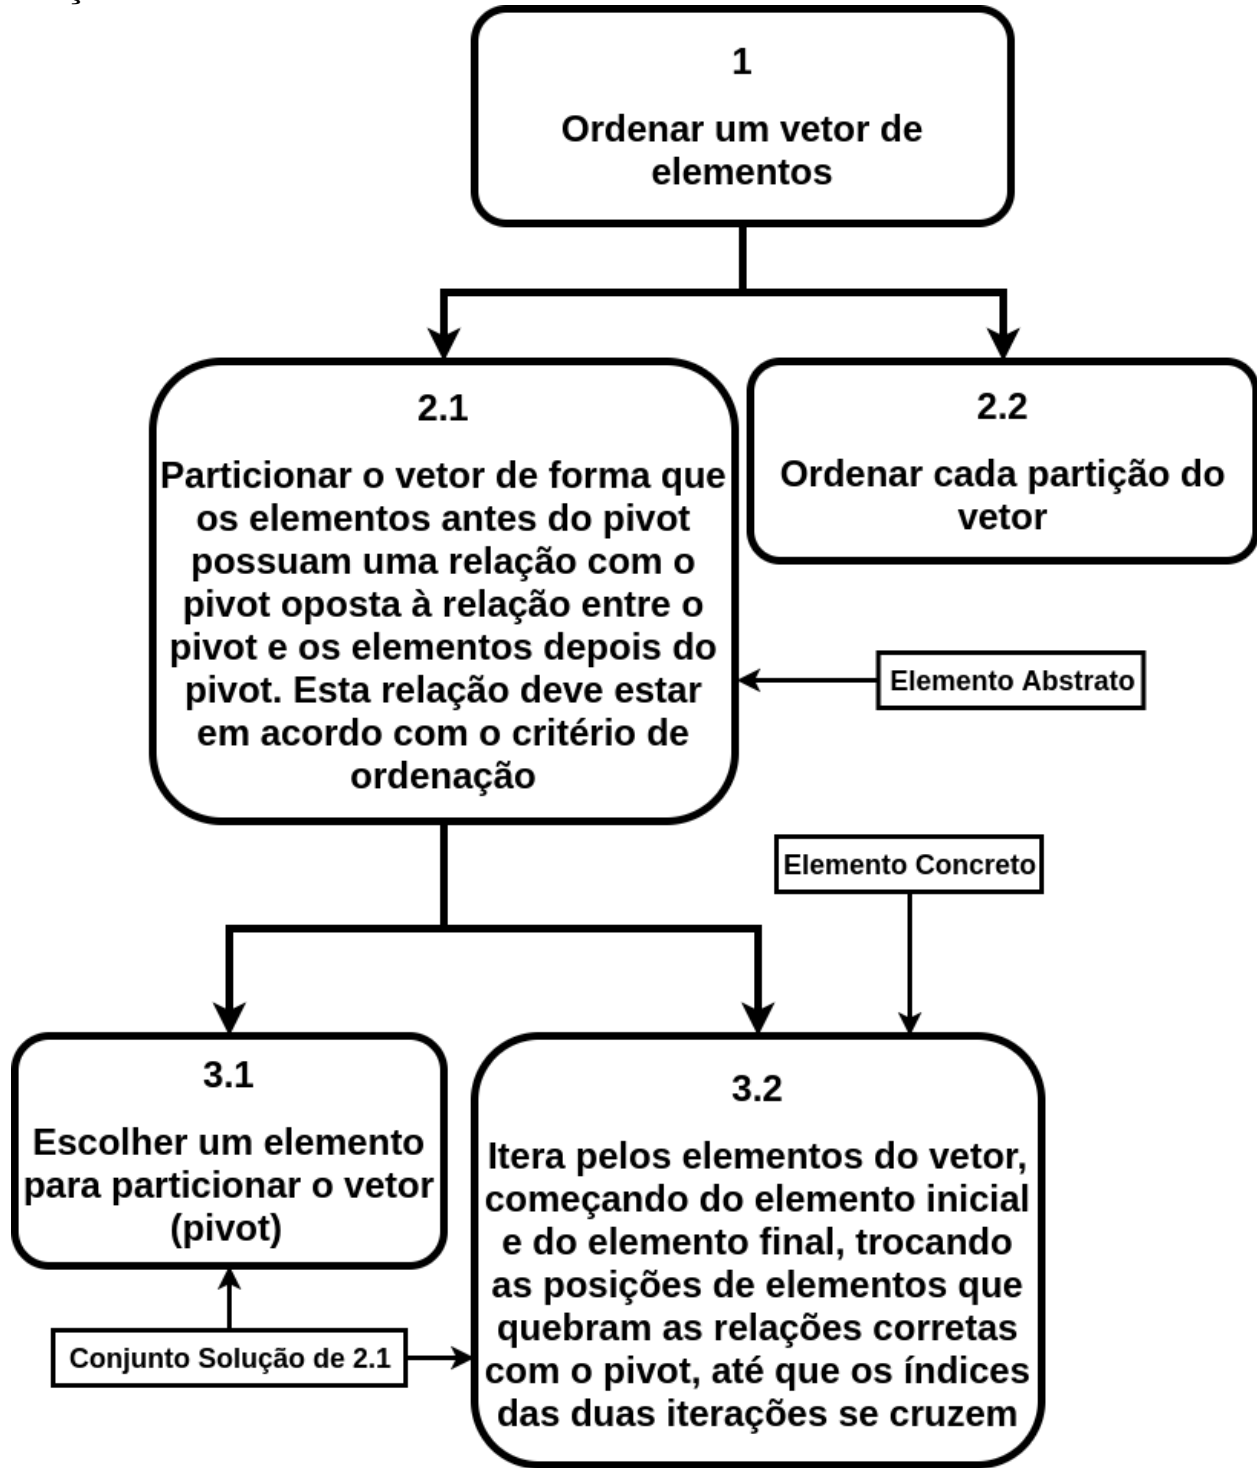 1
Ordenar um vetor de
elementos
2.1
Particionar o vetor de forma que
os elementos antes do pivot
possuam uma relação com o
pivot oposta à relação entre o
pivot e os elementos depois do
pivot. Esta relação deve estar
em acordo com o critério de
ordenação
2.2
Ordenar cada partição do
vetor
Elemento Abstrato
Elemento Concreto
3.1
Escolher um elemento
para particionar o vetor
(pivot)
Conjunto Solução de 2.1
3.2
Itera pelos elementos do vetor,
começando do elemento inicial
e do elemento final, trocando
as posições de elementos que
quebram as relações corretas
com o pivot, até que os índices
das duas iterações se cruzem